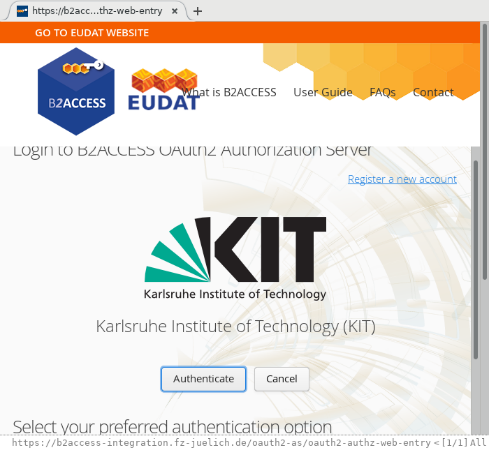 https://b2acc...thz-web-entry × +
GO TO EUDAT WEBSITE
B2ACCESS
EUDAT
What is B2ACCESS User Guide FAQs Contact
Login to B2ACCESS OAuth2 Authorization Server
Register a new account
KIT
Karlsruhe Institute of Technology
Karlsruhe Institute of Technology (KIT)
Authenticate Cancel
Select your preferred authentication option
https://b2access-integration.fz-juelich.de/oauth2-as/oauth2-authz-web-entry < [1/1] All